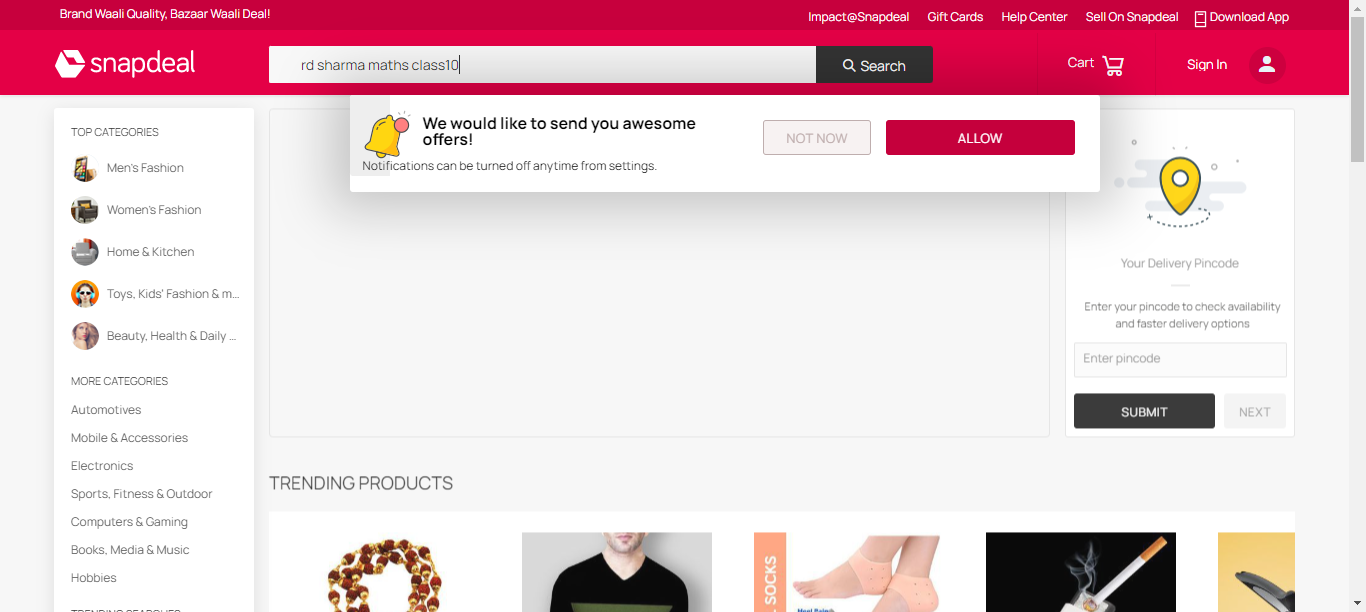 Brand Waali Quality, Bazaar Waali Deal!
Impact@Snapdeal Gift Cards Help Center Sell On Snapdeal Download App
snapdeal
rd sharma maths class10
Search
Cart
Sign In
We would like to send you awesome
offers!
Notifications can be turned off anytime from settings.
NOT NOW
ALLOW
TOP CATEGORIES
Men's Fashion
Women's Fashion
Home & Kitchen
Toys, Kids' Fashion & m...
Beauty, Health & Daily ...
MORE CATEGORIES
Automotives
Mobile & Accessories
Electronics
Sports, Fitness & Outdoor
Computers & Gaming
Books, Media & Music
Hobbies
TRENDING SEARCHES
Your Delivery Pincode
Enter your pincode to check availability
and faster delivery options
Enter pincode
SUBMIT
NEXT
TRENDING PRODUCTS
SOCKS